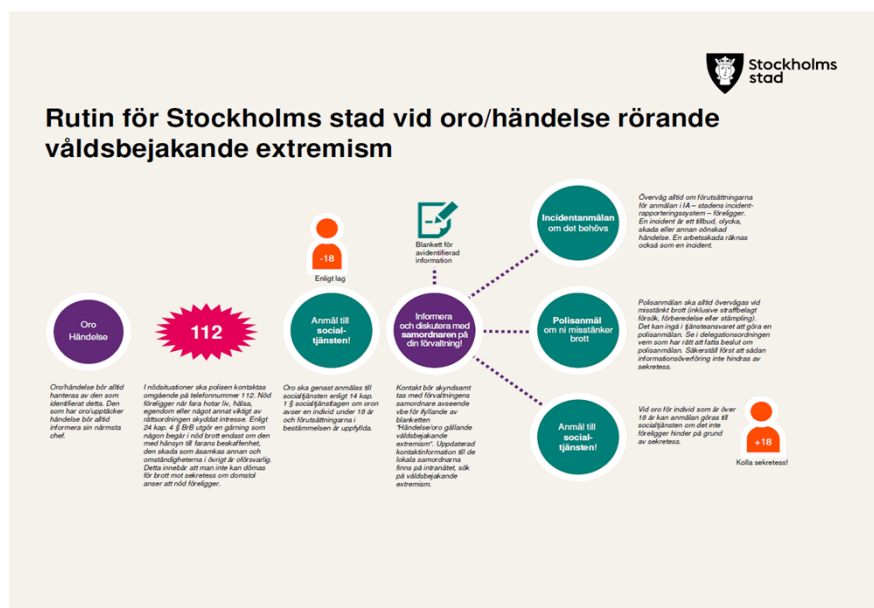 Stockholms
stad
Rutin för Stockholms stad vid oro/händelse rörande
våldsbejakande extremism
Oro
Händelse
Oro/händelse bör alltid
hanteras av den som
identifierat detta. Den
som har oro/upptäcker
händelse bör alltid
informera sin närmsta
chef.
112
I nödsituationer ska polisen kontaktas
omgående på telefonnummer 112. Nöd
föreligger när fara hotar liv, hälsa,
egendom eller något annat viktigt av
rättsordningen skyddat intresse. Enligt
24 kap. 4 § BrB utgör en gärning som
någon begår i nöd brott endast om den
med hänsyn till farans beskaffenhet,
den skada som åsamkas annan och
omständigheterna i övrigt är oförsvarlig.
Detta innebär att man inte kan dömas
för brott mot sekretess om domstol
anser att nöd föreligger.
-18
Enligt lag
Anmäl till
social-
tjänsten!
Oro ska genast anmälas till
socialtjänsten enligt 14 kap.
1 § socialtjänstlagen om oron
avser en individ under 18 år
och förutsättningarna i
bestämmelsen är uppfyllda.
Blankett för
avidentifierad
information
Informera
och diskutera med
samordnaren på
din förvaltning!
Kontakt bör skyndsamt
tas med förvaltningens
samordnare avseende
vbe för ifyllande av
blanketten
"Händelse/oro gällande
våldsbejakande
extremism". Uppdaterad
kontaktinformation till de
lokala samordnarna
finns på intranätet, sök
på våldsbejakande
extremism.
Incidentanmälan
om det behövs
Överväg alltid om förutsättningarna
för anmälan i IA – stadens incident-
rapporteringssystem – föreligger.
En incident är ett tillbud, olycka,
skada eller annan oönskad
händelse. En arbetsskada räknas
också som en incident.
Polisanmäl
om ni misstänker
brott
Polisanmälan ska alltid övervägas vid
misstänkt brott (inklusive straffbelagt
försök, förberedelse eller stämpling).
Det kan ingå i tjänsteansvaret att göra en
polisanmälan. Se i delegationsordningen
vem som har rätt att fatta beslut om
polisanmälan. Säkerställ först att sådan
informationsöverföring inte hindras av
sekretess.
Anmäl till
social-
tjänsten!
Vid oro för individ som är över
18 år kan anmälan göras till
socialtjänsten om det inte
föreligger hinder på grund
av sekretess.
+18
Kolla sekretess!